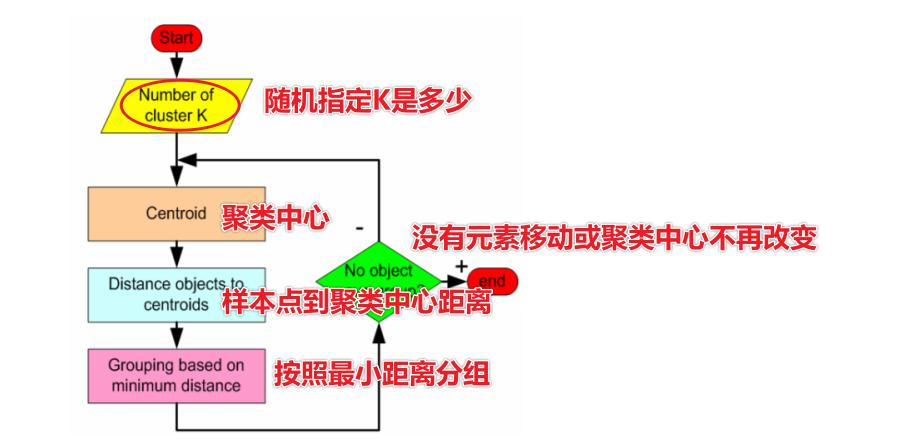 Start
Number of
cluster K
随机指定K是多少
Centroid
聚类中心
-
没有元素移动或聚类中心不再改变
No object
+
end
Distance objects to
centroids
样本点到聚类中心距离
Grouping based on
minimum distance
按照最小距离分组